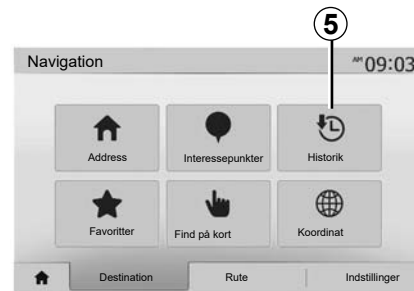 5
Navigation
AM 09:03
Address
Interessepunkter
Historik
Favoritter
Find på kort
Koordinat
Destination
Rute
Indstillinger